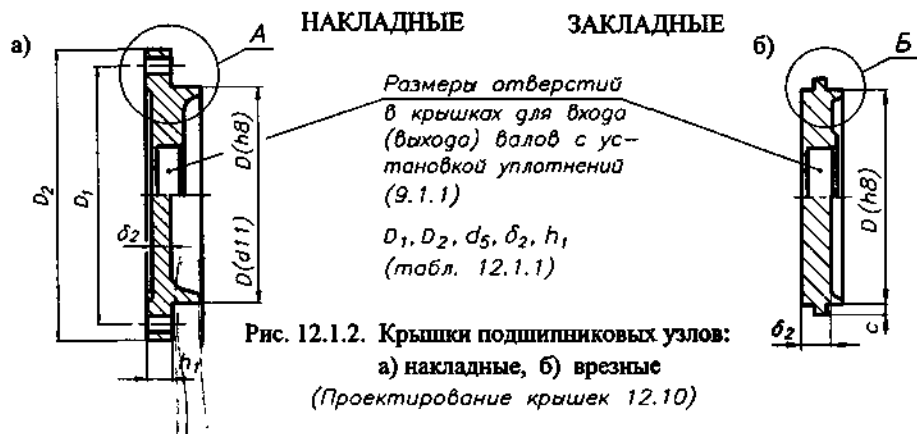 НАКЛАДНЫЕ
ЗАКЛАДНЫЕ
а)
А
б)
Б
Размеры отверстий
в крышках для входа
(выхода) валов с ус-
тановкой уплотнений
(9.1.1)
D₁, D₂, d₅, δ₂, h₁
(табл. 12.1.1)
D₂
D₁
δ₂
D(h8)
D(d11)
h₁
D(h8)
δ₂
c
Рис. 12.1.2. Крышки подшипниковых узлов:
а) накладные, б) врезные
(Проектирование крышек 12.10)